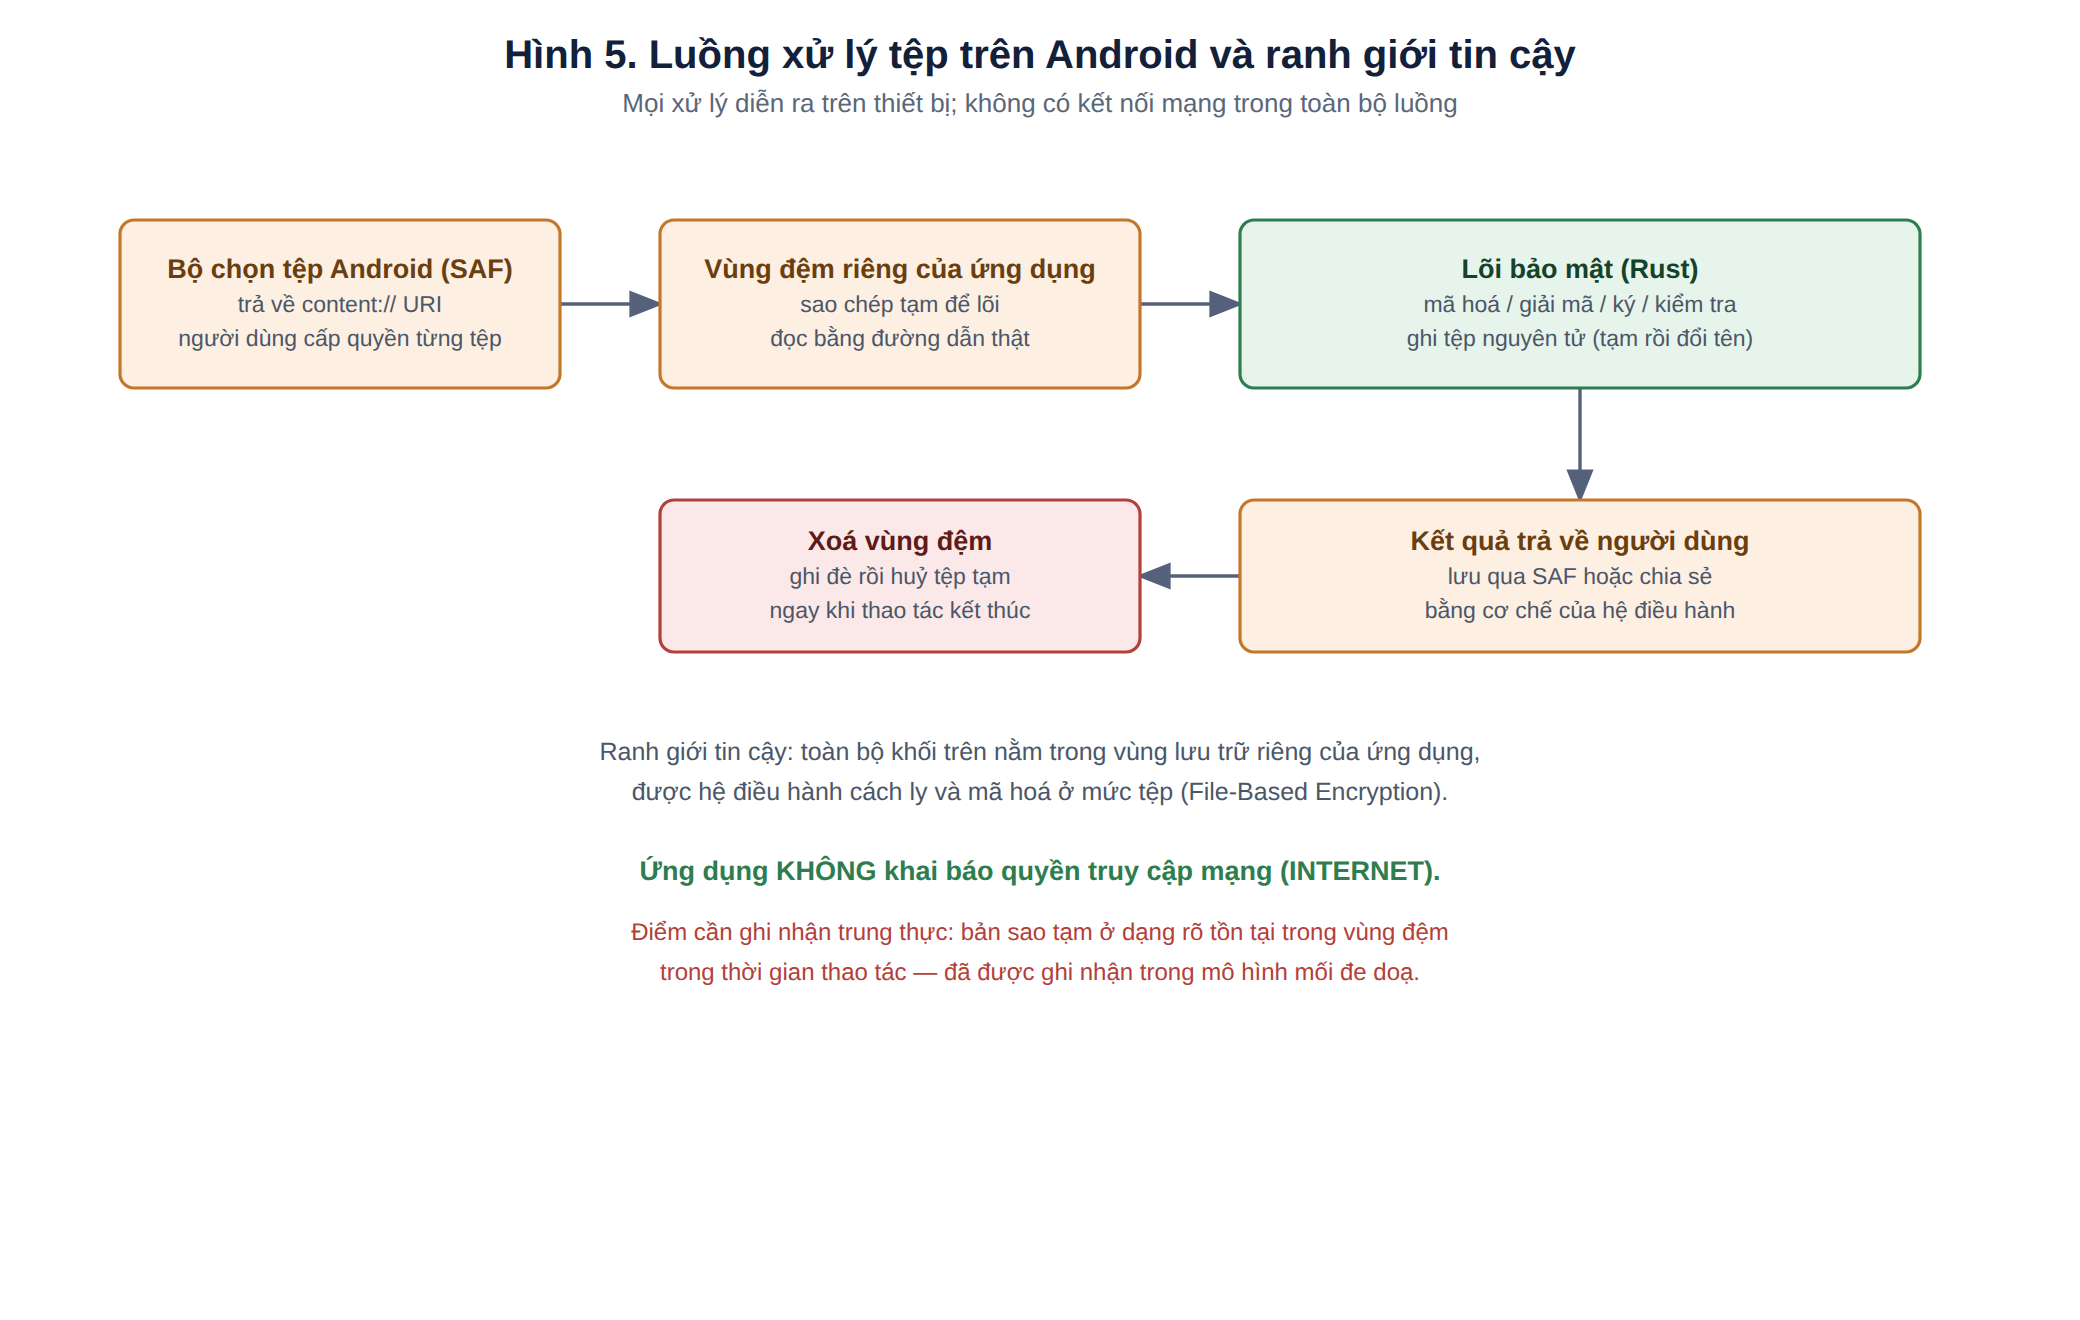 Hình 5. Luồng xử lý tệp trên Android và ranh giới tin cậy
Mọi xử lý diễn ra trên thiết bị; không có kết nối mạng trong toàn bộ luồng
Bộ chọn tệp Android (SAF)
trả về content:// URI
người dùng cấp quyền từng tệp
Vùng đệm riêng của ứng dụng
sao chép tạm để lõi
đọc bằng đường dẫn thật
Lõi bảo mật (Rust)
mã hoá / giải mã / ký / kiểm tra
ghi tệp nguyên tử (tạm rồi đổi tên)
Xoá vùng đệm
ghi đè rồi huỷ tệp tạm
ngay khi thao tác kết thúc
Kết quả trả về người dùng
lưu qua SAF hoặc chia sẻ
bằng cơ chế của hệ điều hành
Ranh giới tin cậy: toàn bộ khối trên nằm trong vùng lưu trữ riêng của ứng dụng,
được hệ điều hành cách ly và mã hoá ở mức tệp (File-Based Encryption).
Ứng dụng KHÔNG khai báo quyền truy cập mạng (INTERNET).
Điểm cần ghi nhận trung thực: bản sao tạm ở dạng rõ tồn tại trong vùng đệm
trong thời gian thao tác — đã được ghi nhận trong mô hình mối đe doạ.